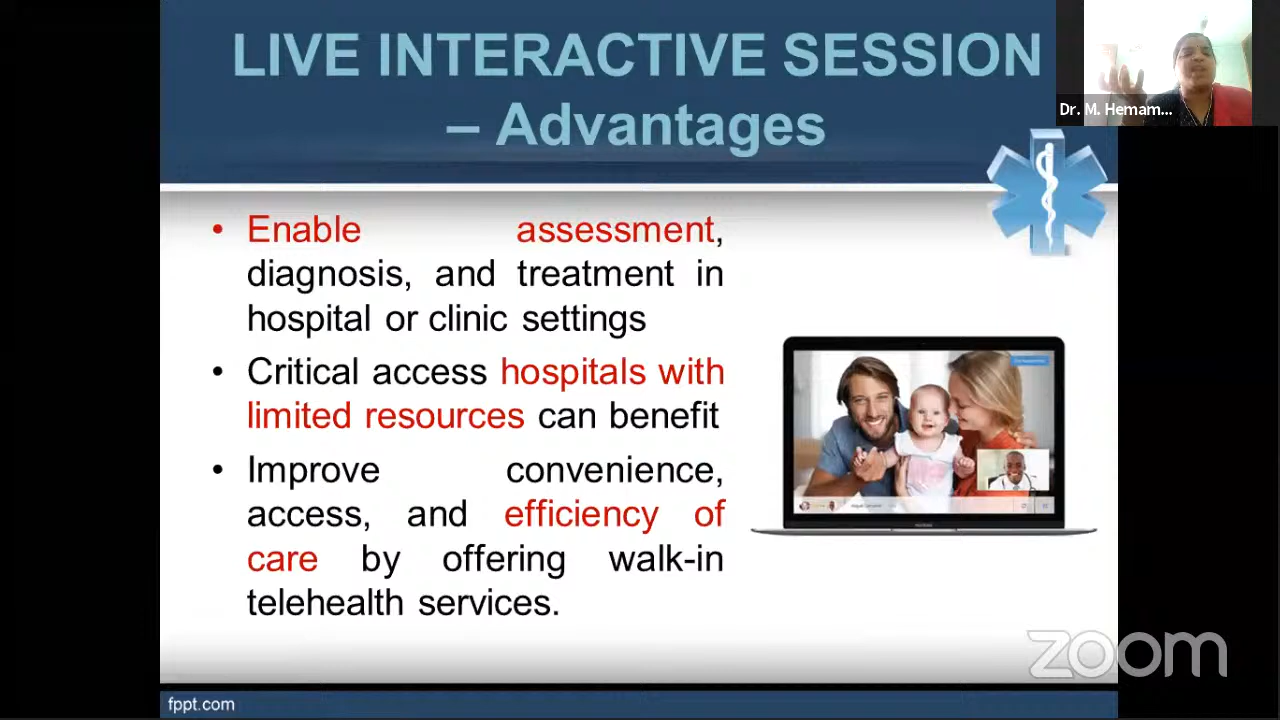 LIVE INTERACTIVE SESSION
– Advantages
Dr. M. Hemam...
• Enable assessment,
diagnosis, and treatment in
hospital or clinic settings
• Critical access hospitals with
limited resources can benefit
• Improve convenience,
access, and efficiency of
care by offering walk-in
telehealth services.
zoom
fppt.com